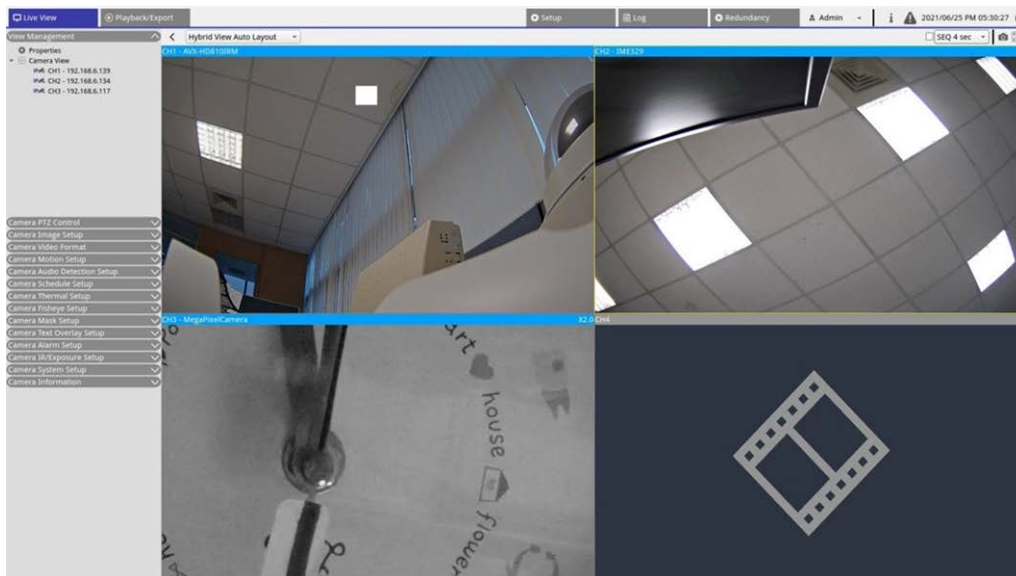 Live View
Playback/Export
Setup
Log
Redundancy
Admin
i
2021/06/25 PM 05:30:27
View Management
Hybrid View Auto Layout
SEQ 4 sec
Properties
Camera View
CH1 - 192.168.6.139
CH2 - 192.168.6.134
CH3 - 192.168.6.117
Camera PTZ Control
Camera Image Setup
Camera Video Format
Camera Motion Setup
Camera Audio Detection Setup
Camera Schedule Setup
Camera Thermal Setup
Camera Fisheye Setup
Camera Mask Setup
Camera Text Overlay Setup
Camera Alarm Setup
Camera IR/Exposure Setup
Camera System Setup
Camera Information
CH1 - AVX-HD810IRM
CH2 - IME329
CH3 - MegaPixelCamera
X2.0
CH4
art
house
flower